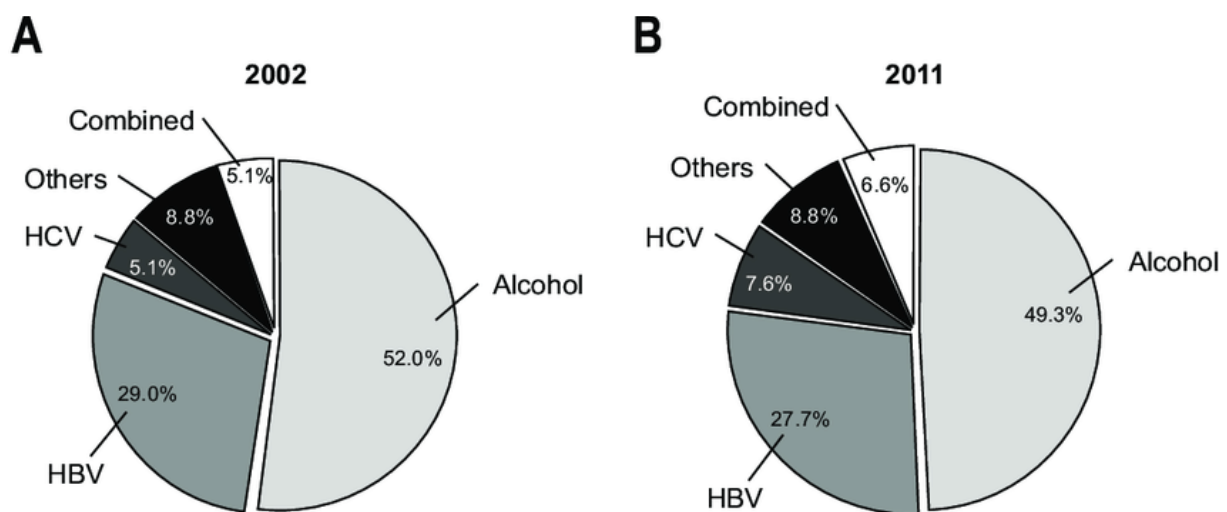 A
2002
Combined
5.1%
Others
8.8%
HCV
5.1%
Alcohol
52.0%
29.0%
HBV
B
2011
Combined
6.6%
Others
8.8%
HCV
7.6%
Alcohol
49.3%
27.7%
HBV